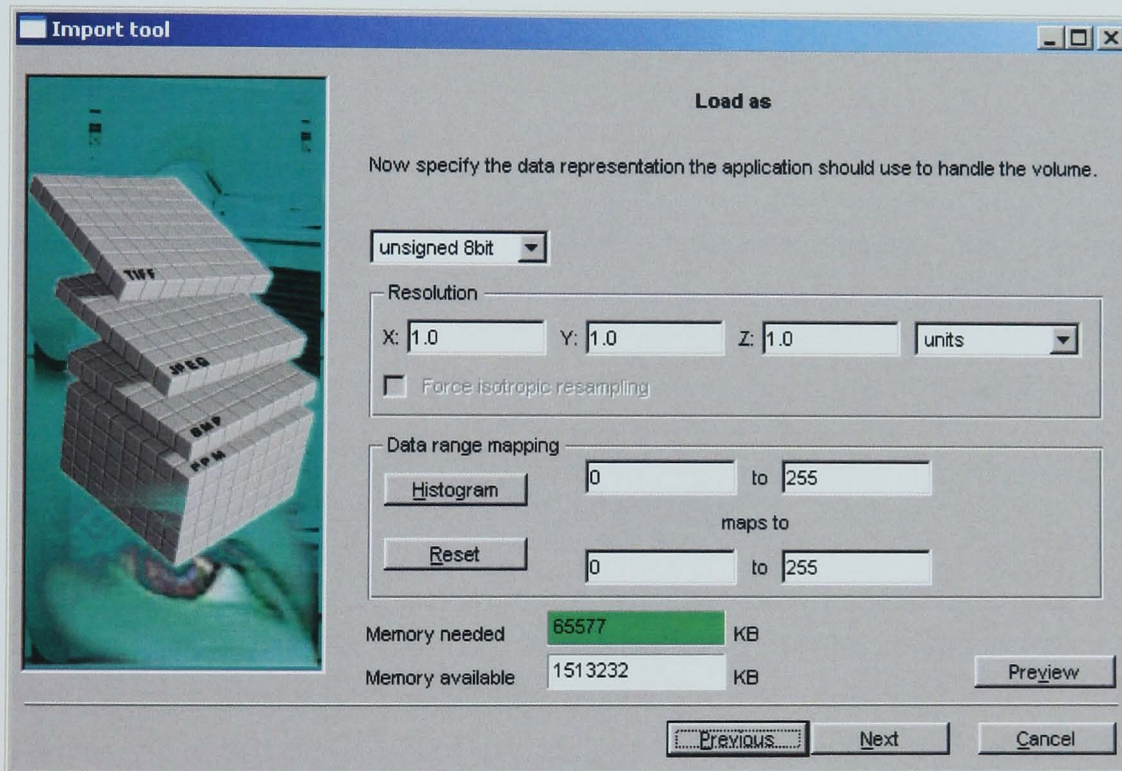 Import tool
Load as
Now specify the data representation the application should use to handle the volume.
unsigned 8bit
Resolution
X: 1.0 Y: 1.0 Z: 1.0 units
Force isotropic resampling
Data range mapping
Histogram 0 to 255
maps to
Reset 0 to 255
Memory needed 65577 KB
Memory available 1513232 KB
Preview
Previous Next Cancel
TIFF
JPEG
BMP
PPM